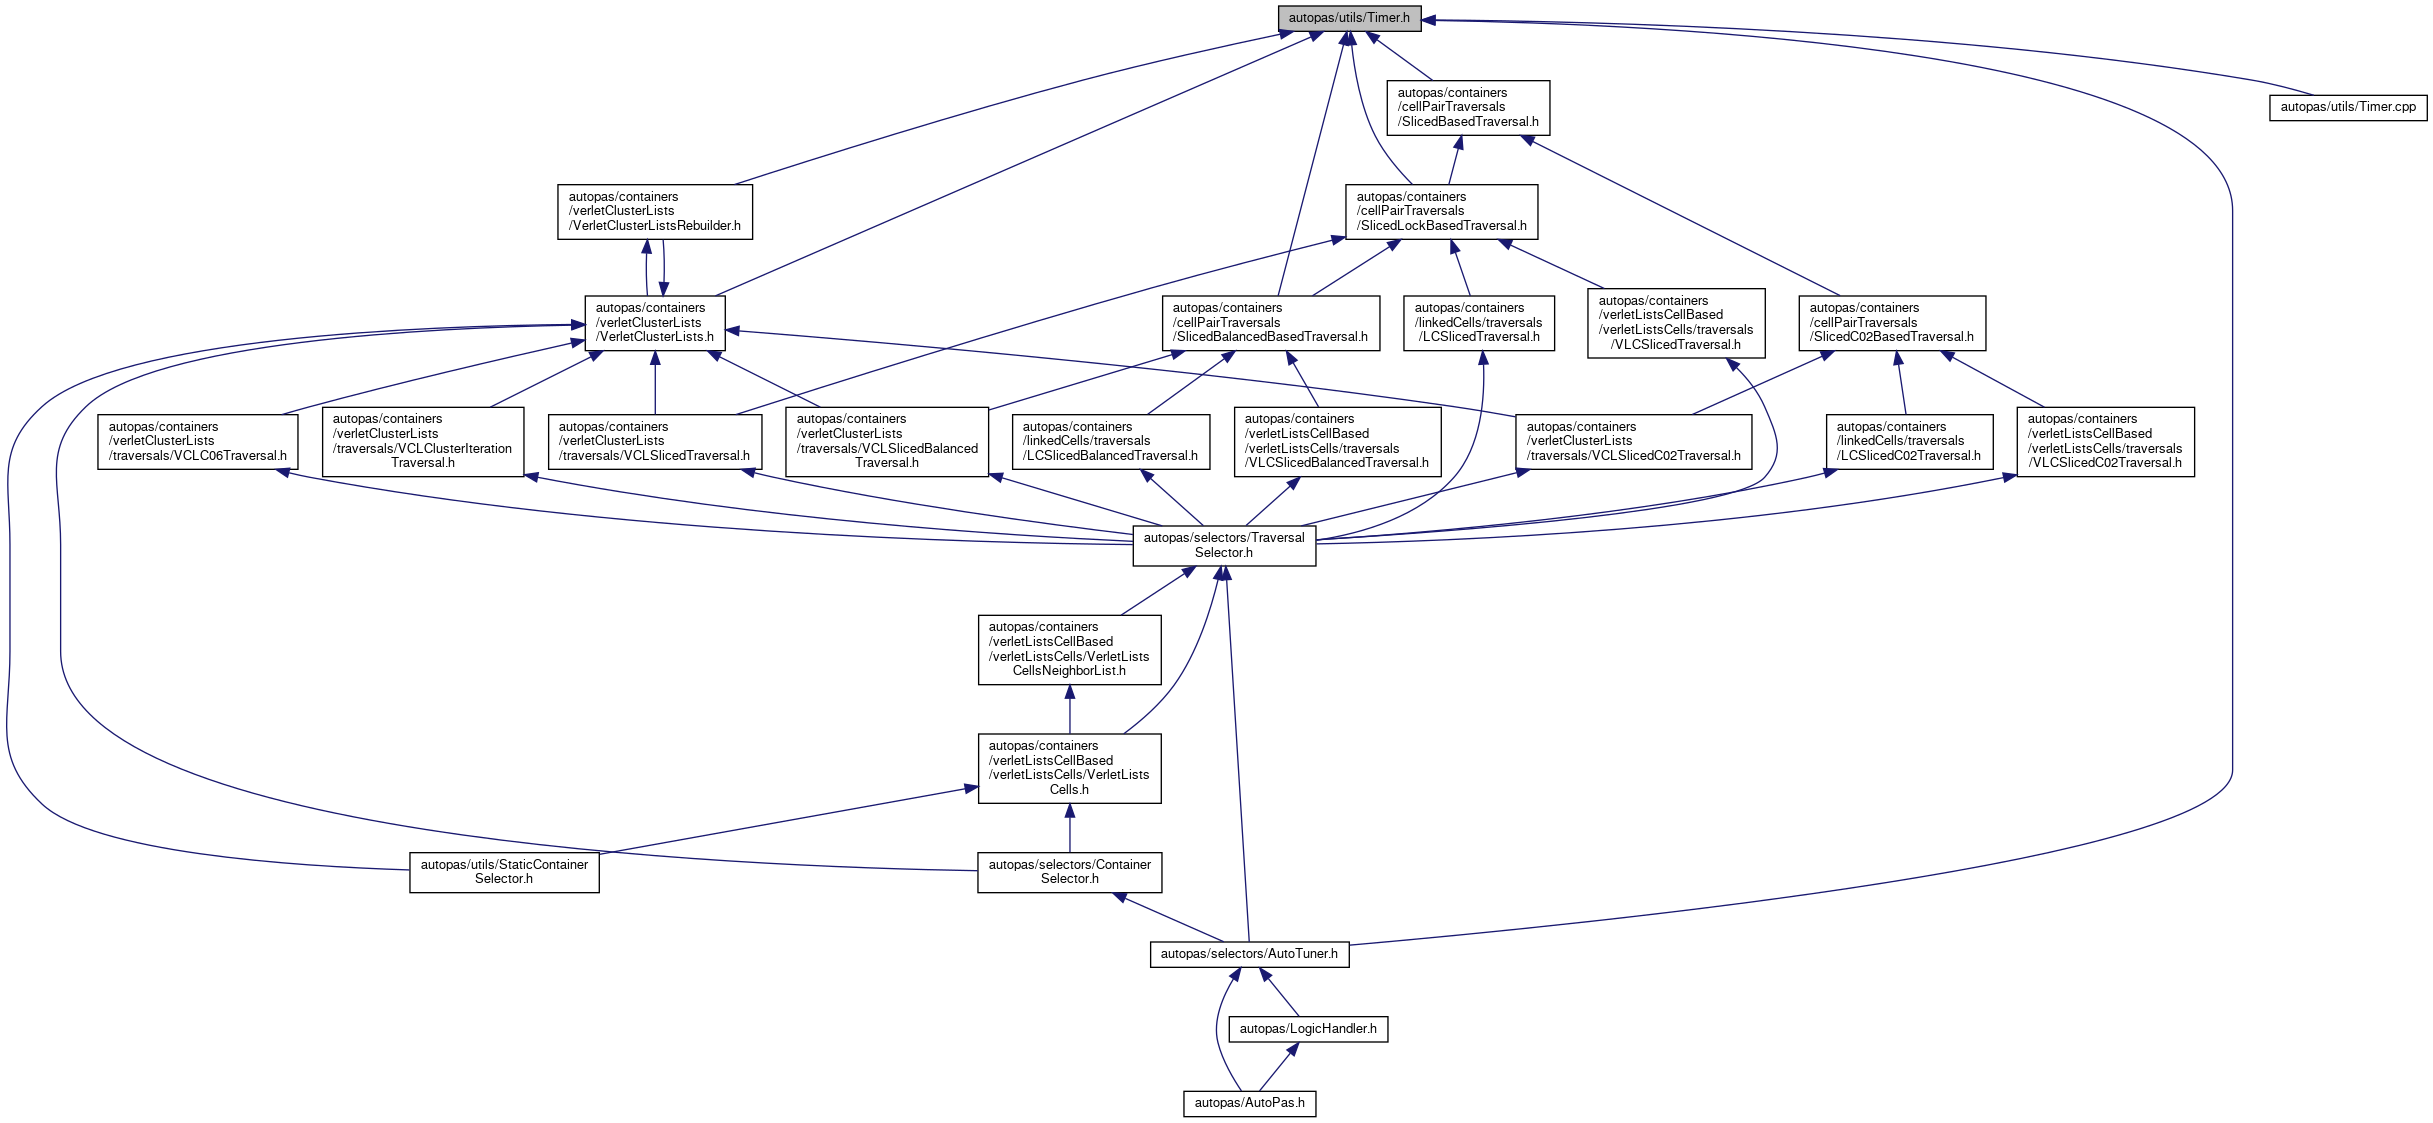 autopas/utils/Timer.h
autopas/containers
/cellPairTraversals
/SlicedBasedTraversal.h
autopas/utils/Timer.cpp
autopas/containers
/verletClusterLists
/VerletClusterListsRebuilder.h
autopas/containers
/cellPairTraversals
/SlicedLockBasedTraversal.h
autopas/containers
/verletClusterLists
/VerletClusterLists.h
autopas/containers
/cellPairTraversals
/SlicedBalancedBasedTraversal.h
autopas/containers
/linkedCells/traversals
/LCSlicedTraversal.h
autopas/containers
/verletListsCellBased
/verletListsCells/traversals
/VLCSlicedTraversal.h
autopas/containers
/cellPairTraversals
/SlicedC02BasedTraversal.h
autopas/containers
/verletClusterLists
/traversals/VCLC06Traversal.h
autopas/containers
/verletClusterLists
/traversals/VCLClusterIteration
Traversal.h
autopas/containers
/verletClusterLists
/traversals/VCLSlicedTraversal.h
autopas/containers
/verletClusterLists
/traversals/VCLSlicedBalanced
Traversal.h
autopas/containers
/linkedCells/traversals
/LCSlicedBalancedTraversal.h
autopas/containers
/verletListsCellBased
/verletListsCells/traversals
/VLCSlicedBalancedTraversal.h
autopas/containers
/verletClusterLists
/traversals/VCLSlicedC02Traversal.h
autopas/containers
/linkedCells/traversals
/LCSlicedC02Traversal.h
autopas/containers
/verletListsCellBased
/verletListsCells/traversals
/VLCSlicedC02Traversal.h
autopas/selectors/Traversal
Selector.h
autopas/containers
/verletListsCellBased
/verletListsCells/VerletLists
CellsNeighborList.h
autopas/containers
/verletListsCellBased
/verletListsCells/VerletLists
Cells.h
autopas/utils/StaticContainer
Selector.h
autopas/selectors/Container
Selector.h
autopas/selectors/AutoTuner.h
autopas/LogicHandler.h
autopas/AutoPas.h